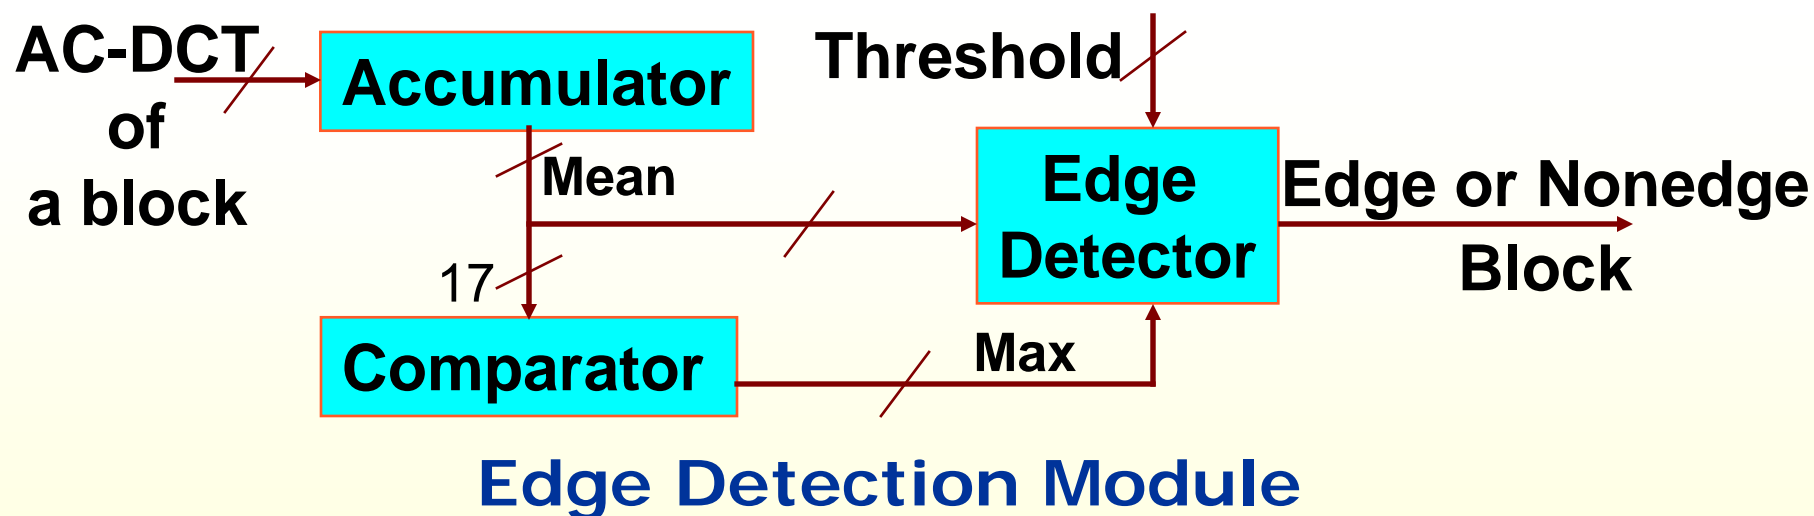 AC-DCT
of
a block
Accumulator
Threshold
Mean
17
Edge
Detector
Edge or Nonedge
Block
Comparator
Max
Edge Detection Module